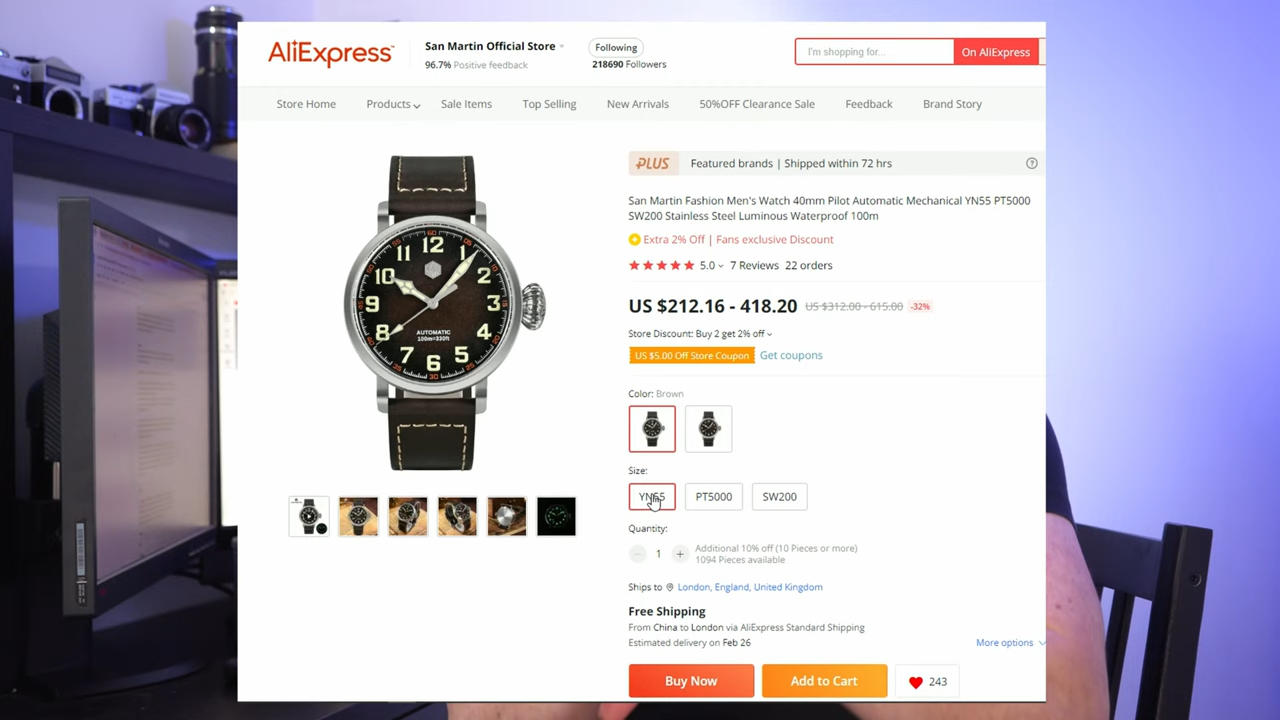 AliExpress™
San Martin Official Store
96.7% Positive feedback
Following
218690 Followers
I'm shopping for...
On AliExpress
Store Home Products Sale Items Top Selling New Arrivals 50%OFF Clearance Sale Feedback Brand Story
PLUS Featured brands | Shipped within 72 hrs
San Martin Fashion Men's Watch 40mm Pilot Automatic Mechanical YN55 PT5000
SW200 Stainless Steel Luminous Waterproof 100m
Extra 2% Off | Fans exclusive Discount
5.0 7 Reviews 22 orders
US $212.16 - 418.20 US $312.00 - 615.00 -32%
Store Discount: Buy 2 get 2% off
US $5.00 Off Store Coupon Get coupons
Color: Brown
Size:
YN55 PT5000 SW200
Quantity:
1
Additional 10% off (10 Pieces or more)
1094 Pieces available
Ships to London, England, United Kingdom
Free Shipping
From China to London via AliExpress Standard Shipping
Estimated delivery on Feb 26
More options
Buy Now Add to Cart 243
60
12
11 1
10 2
9 3
8 4
7 5
6
AUTOMATIC
100m=330ft